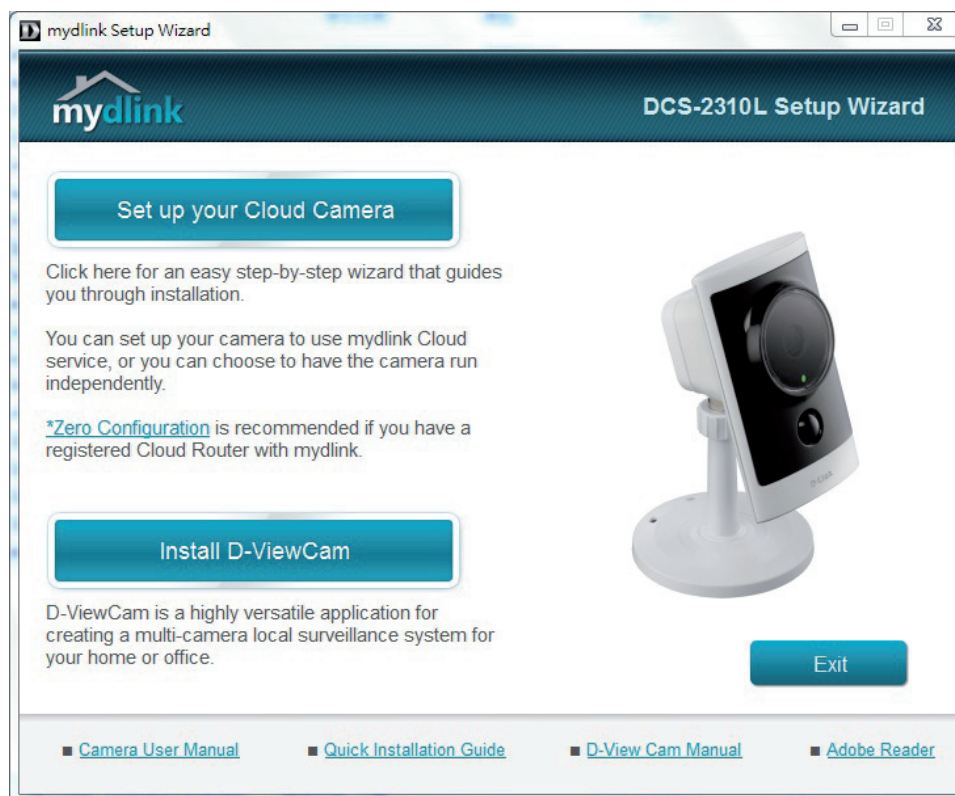 mydlink Setup Wizard
mydlink
DCS-2310L Setup Wizard
Set up your Cloud Camera
Click here for an easy step-by-step wizard that guides
you through installation.
You can set up your camera to use mydlink Cloud
service, or you can choose to have the camera run
independently.
*Zero Configuration is recommended if you have a
registered Cloud Router with mydlink.
D-Link
Install D-ViewCam
D-ViewCam is a highly versatile application for
creating a multi-camera local surveillance system for
your home or office.
Exit
Camera User Manual
Quick Installation Guide
D-View Cam Manual
Adobe Reader